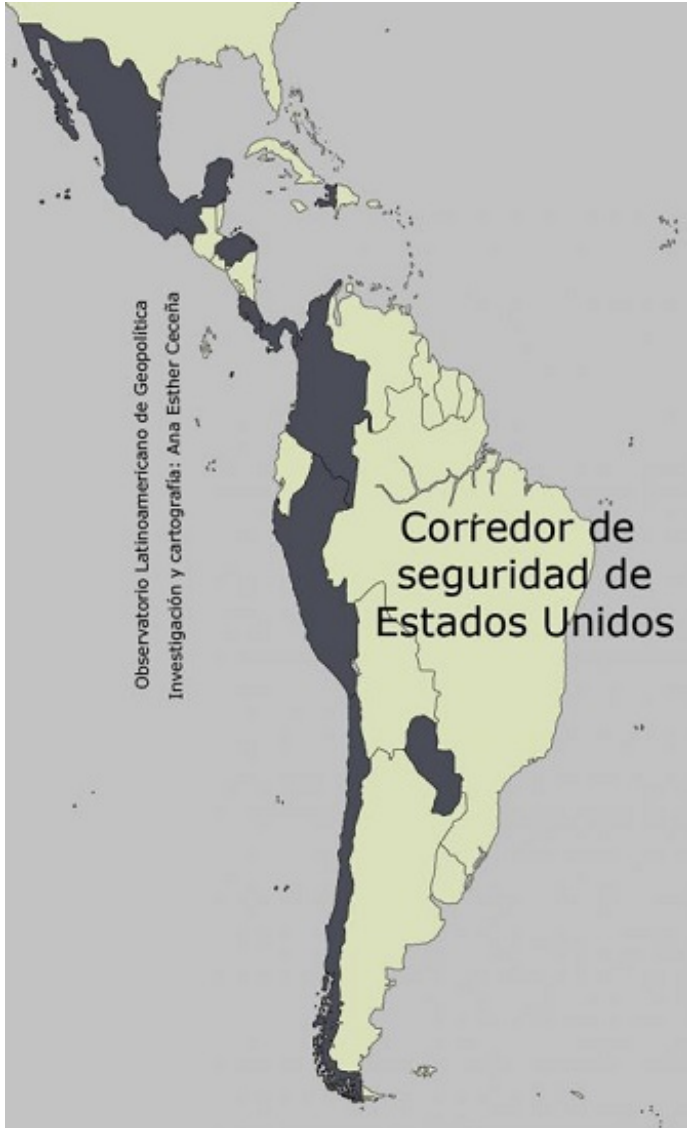 Observatorio Latinoamericano de Geopolítica
Investigación y cartografía: Ana Esther Ceceña
Corredor de
seguridad de
Estados Unidos